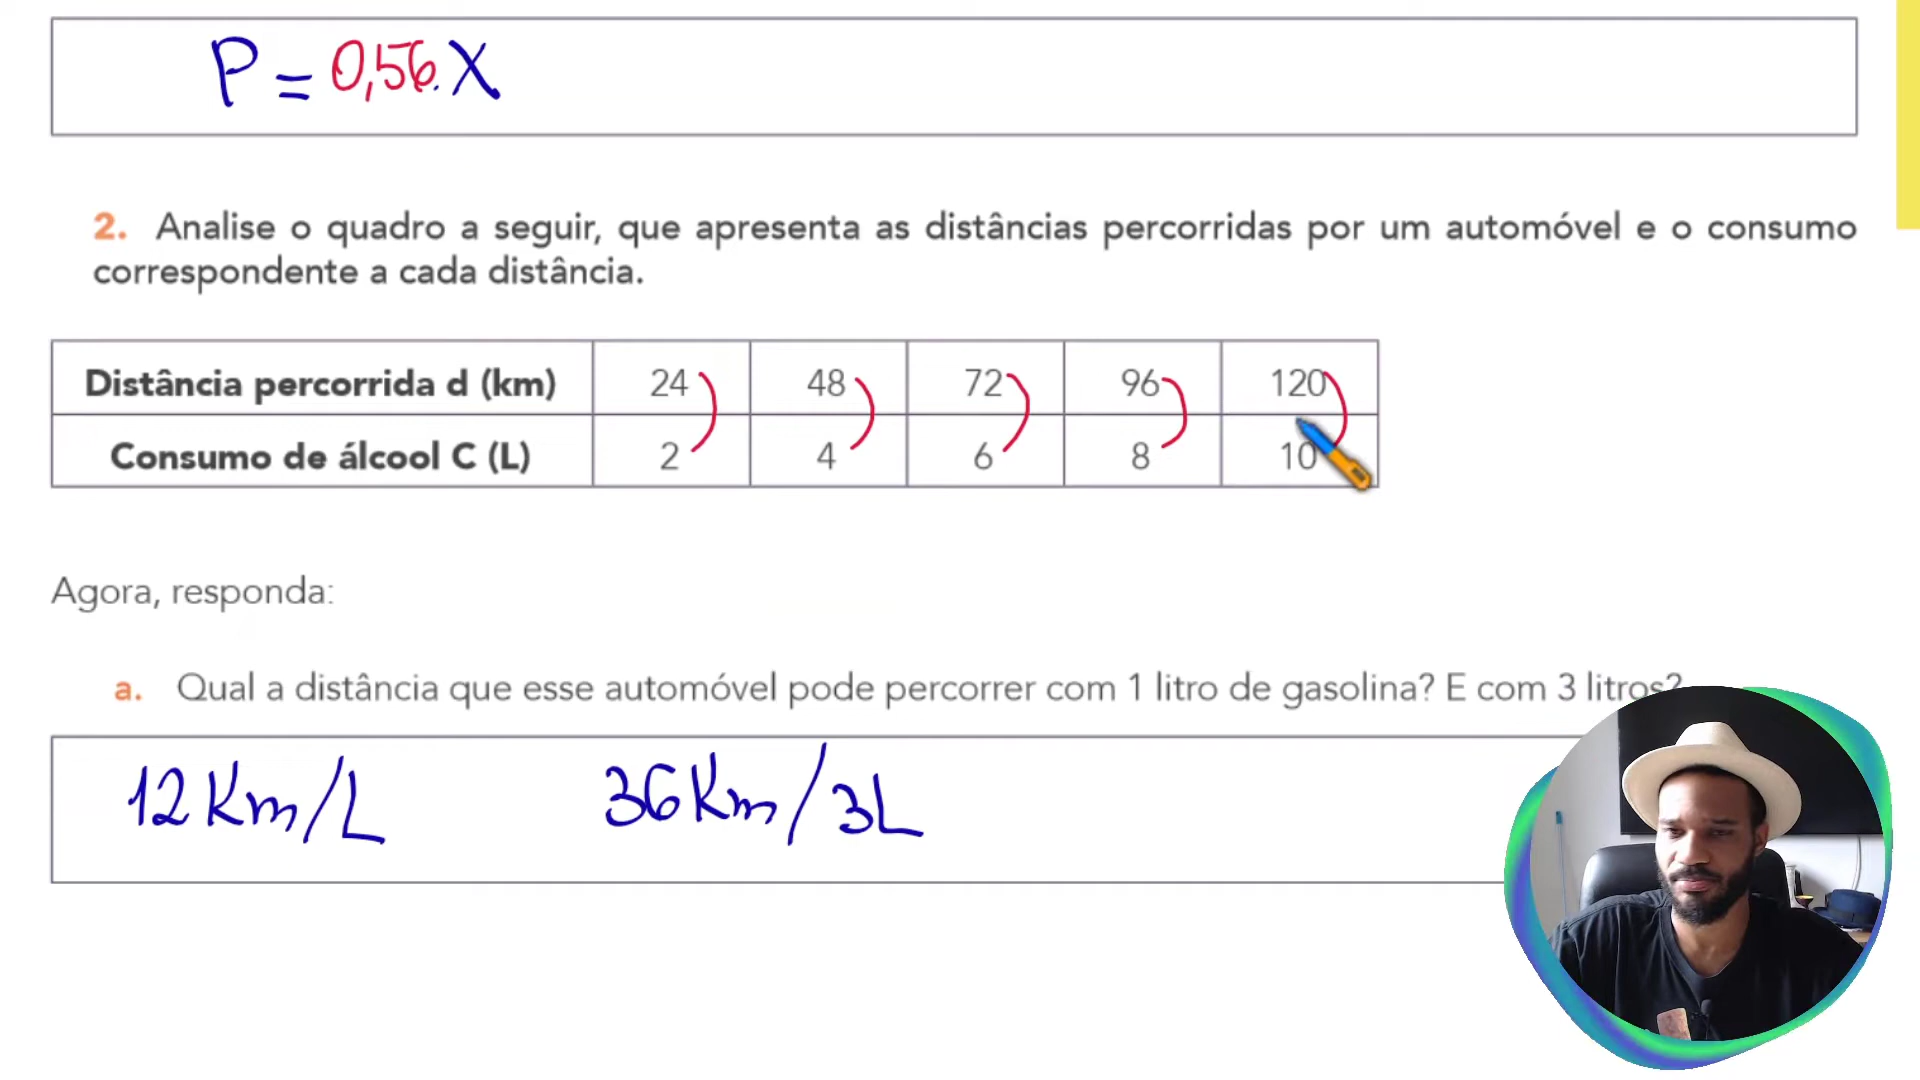 P = 0,56.X
2. Analise o quadro a seguir, que apresenta as distâncias percorridas por um automóvel e o consumo
correspondente a cada distância.
Distância percorrida d (km) 24 48 72 96 120
Consumo de álcool C (L) 2 4 6 8 10
Agora, responda:
a. Qual a distância que esse automóvel pode percorrer com 1 litro de gasolina? E com 3 litros?
12 Km/L 36 Km/3L